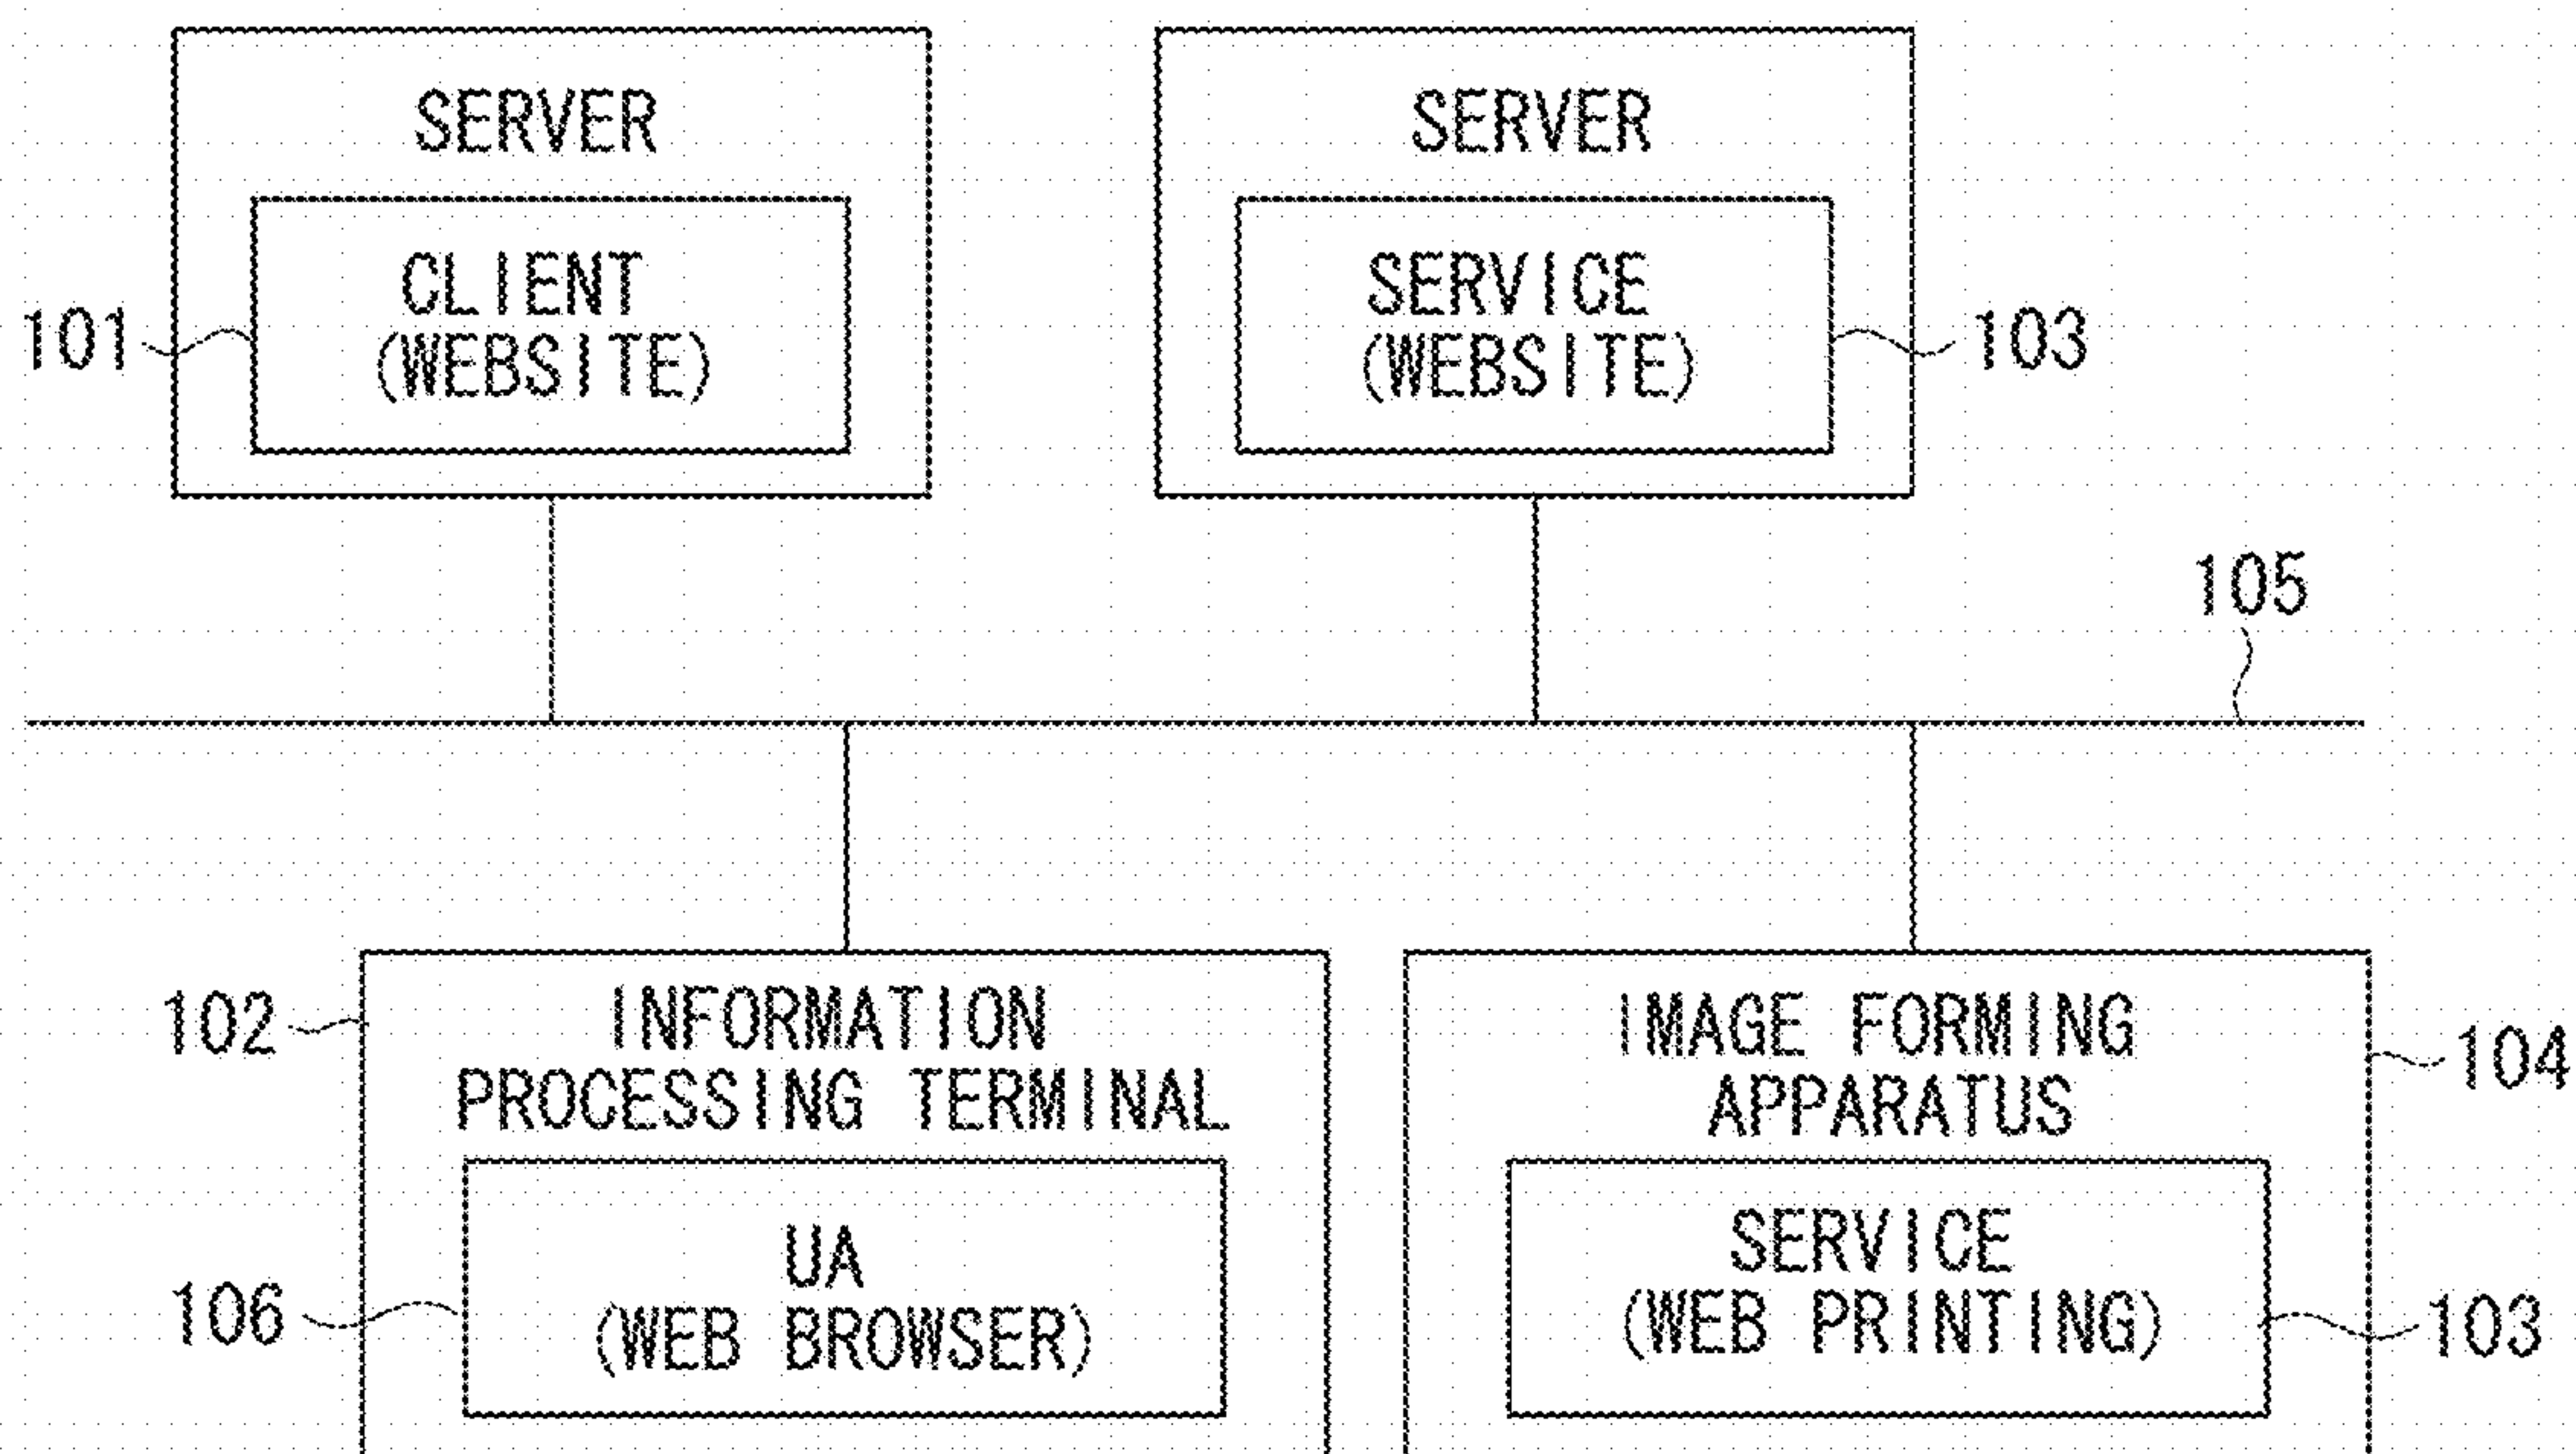 SERVER
SERVER
CLIENT
(WEBSITE)
101
SERVICE
(WEBSITE)
103
105
102
INFORMATION
PROCESSING TERMINAL
IMAGE FORMING
APPARATUS
104
106
UA
(WEB BROWSER)
SERVICE
(WEB PRINTING)
103